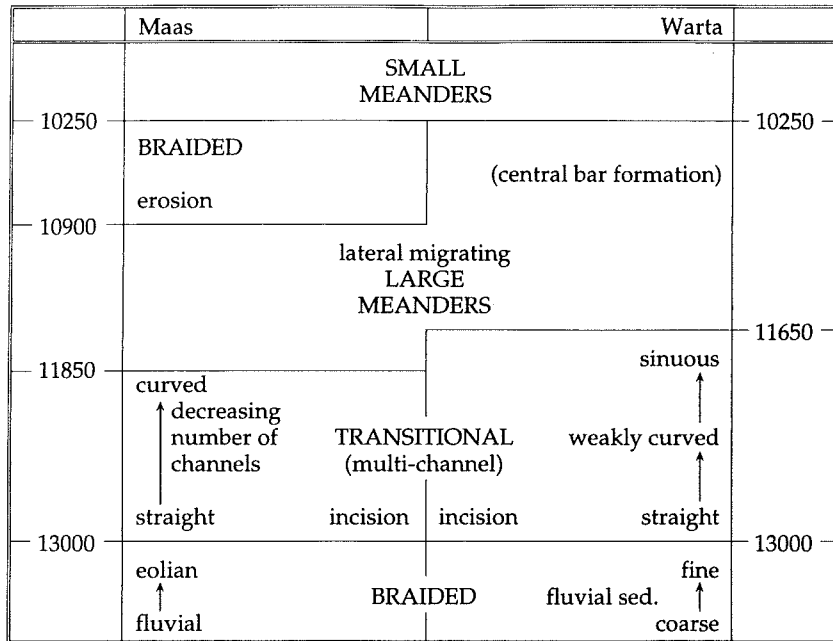 Maas
Warta
SMALL
MEANDERS
10250
10250
BRAIDED
(central bar formation)
erosion
10900
lateral migrating
LARGE
MEANDERS
11650
11850
sinuous
curved
decreasing
number of
channels
TRANSITIONAL
(multi-channel)
weakly curved
straight
incision
incision
straight
13000
13000
eolian
fine
BRAIDED
fluvial sed.
fluvial
coarse